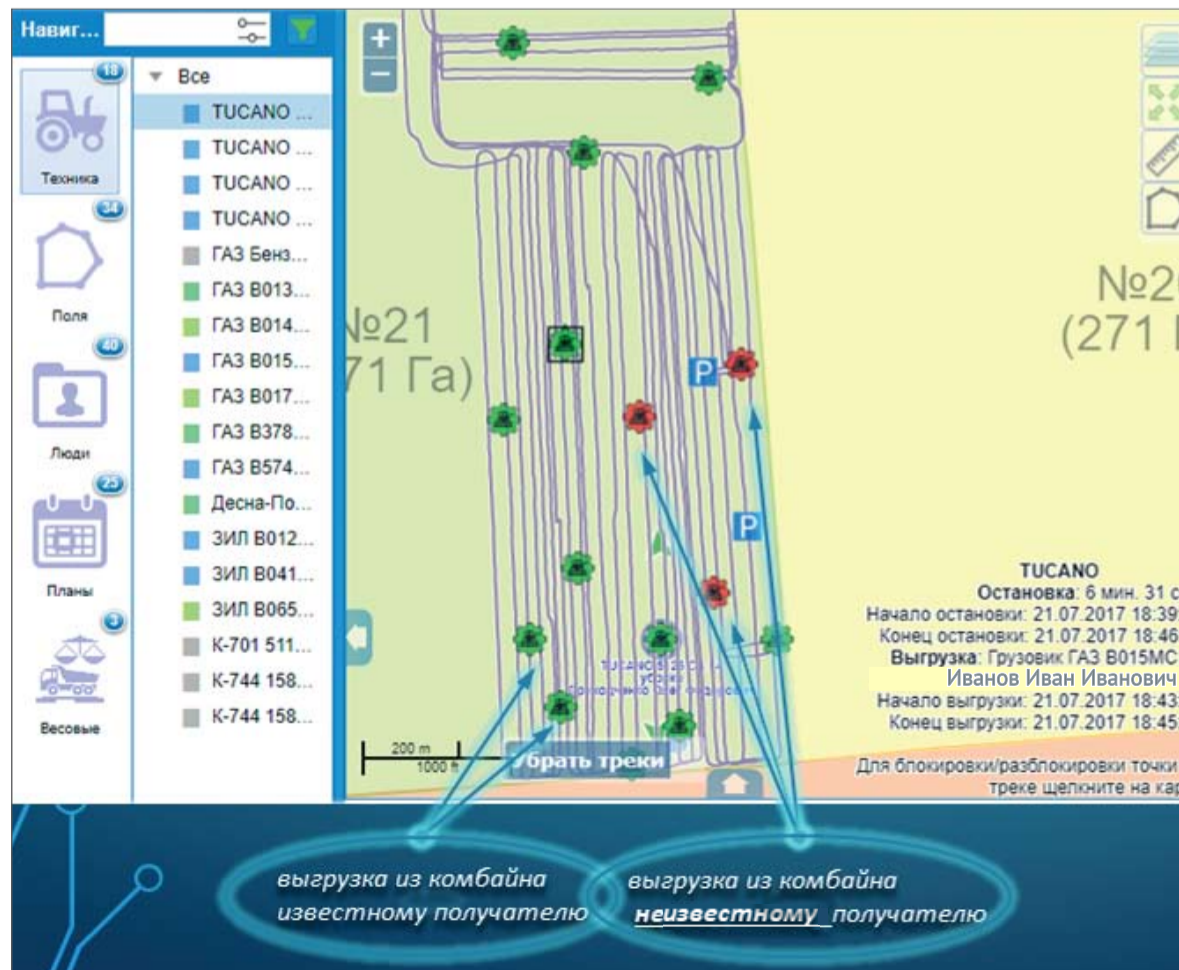 Навиг...
18
Техника
34
Поля
40
Люди
25
Планы
3
Весовые
Все
TUCANO ...
TUCANO ...
TUCANO ...
TUCANO ...
ГАЗ Бенз...
ГАЗ В013...
ГАЗ В014...
ГАЗ В015...
ГАЗ В017...
ГАЗ В378...
ГАЗ В574...
Десна-По...
ЗИЛ В012...
ЗИЛ В041...
ЗИЛ В065...
К-701 511...
К-744 158...
К-744 158...
+
−
№21
71 Га)
№2
(271
P
P
TUCANO
Остановка: 6 мин. 31 с
Начало остановки: 21.07.2017 18:39:
Конец остановки: 21.07.2017 18:46
Выгрузка: Грузовик ГАЗ В015МС
Иванов Иван Иванович
Начало выгрузки: 21.07.2017 18:43:
Конец выгрузки: 21.07.2017 18:45:
Для блокировки/разблокировки точки
треке щелкните на кар
200 m
1000 ft
Убрать треки
выгрузка из комбайна
известному получателю
выгрузка из комбайна
неизвестному получателю